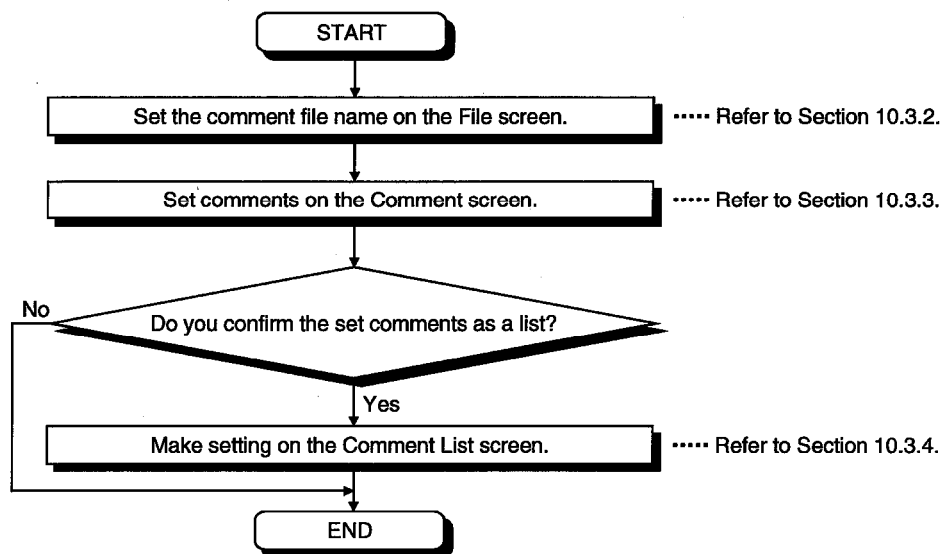 START
Set the comment file name on the File screen. ····· Refer to Section 10.3.2.
Set comments on the Comment screen. ····· Refer to Section 10.3.3.
No
Do you confirm the set comments as a list?
Yes
Make setting on the Comment List screen. ····· Refer to Section 10.3.4.
END